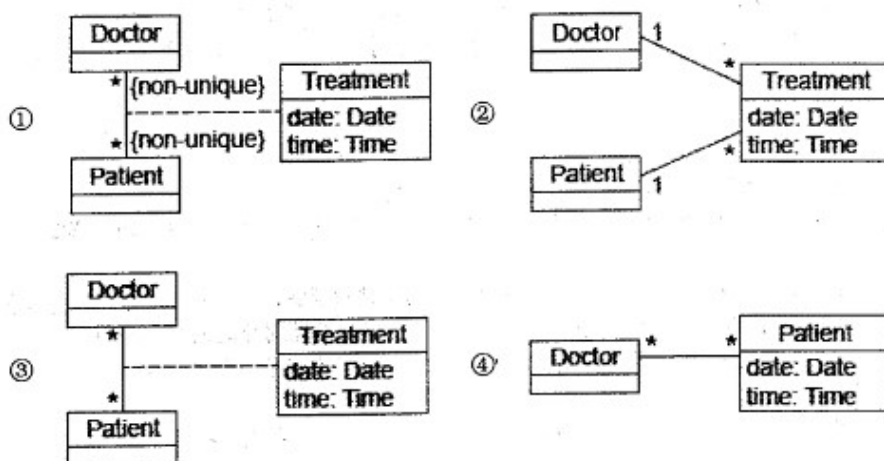 ①
Doctor
* {non-unique}
* {non-unique}
Patient
Treatment
date: Date
time: Time
②
Doctor
1
*
Patient
1
*
Treatment
date: Date
time: Time
③
Doctor
*
*
Patient
Treatment
date: Date
time: Time
④
Doctor
* *
Patient
date: Date
time: Time